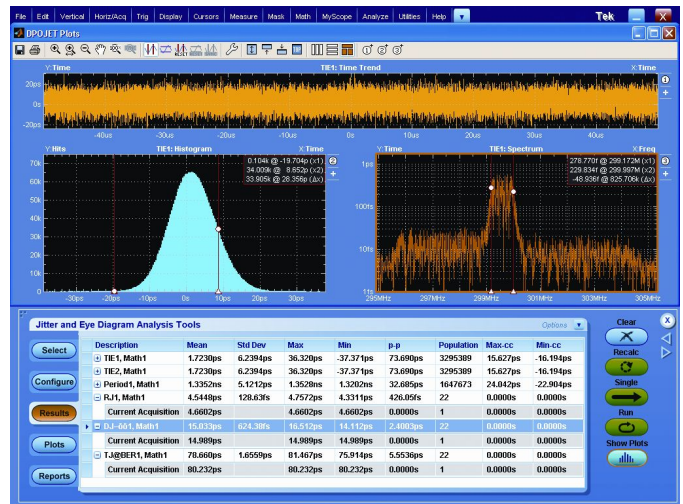 File Edit Vertical Horiz/Acq Trig Display Cursors Measure Mask Math MyScope Analyze Utilities Help Tek
DPOJET Plots
Y:Time TIE1: Time Trend X:Time
20ps
0s
-20ps
-40us -30us -20us -10us 0s 10us 20us 30us 40us
Y:Hits TIE1: Histogram X:Time
0.104k @ -19.704p (x1)
34.009k @ 8.652p (x2)
33.905k @ 28.356p (Δx)
70k
60k
50k
40k
30k
20k
10k
0
-30ps -20ps -10ps 0s 10ps 20ps 30ps
Y:Time TIE1: Spectrum X:Freq
278.770f @ 299.172M (x1)
229.834f @ 299.997M (x2)
-48.936f @ 825.706k (Δx)
1ps
100fs
10fs
1fs
295MHz 297MHz 299MHz 301MHz 303MHz 305MHz
1
2
3
Jitter and Eye Diagram Analysis Tools
Options
Select
Configure
Results
Plots
Reports
Description Mean Std Dev Max Min p-p Population Max-cc Min-cc
TIE1, Math1 1.7230ps 6.2394ps 36.320ps -37.371ps 73.690ps 3295389 15.627ps -16.194ps
TIE2, Math1 1.7230ps 6.2394ps 36.320ps -37.371ps 73.690ps 3295389 15.627ps -16.194ps
Period1, Math1 1.3352ns 5.1212ps 1.3528ns 1.3202ns 32.685ps 1647673 24.042ps -22.904ps
RJ1, Math1 4.5448ps 128.63fs 4.7572ps 4.3311ps 426.05fs 22 0.0000s 0.0000s
Current Acquisition 4.6602ps 4.6602ps 4.6602ps 0.0000s 1 0.0000s 0.0000s
DJ-δδ1, Math1 15.033ps 624.30fs 16.512ps 14.112ps 2.4003ps 22 0.0000s 0.0000s
Current Acquisition 14.989ps 14.989ps 14.989ps 0.0000s 1 0.0000s 0.0000s
TJ@BER1, Math1 78.660ps 1.6559ps 81.467ps 75.914ps 5.5536ps 22 0.0000s 0.0000s
Current Acquisition 80.232ps 80.232ps 80.232ps 0.0000s 1 0.0000s 0.0000s
Clear
Recalc
Single
Run
Show Plots